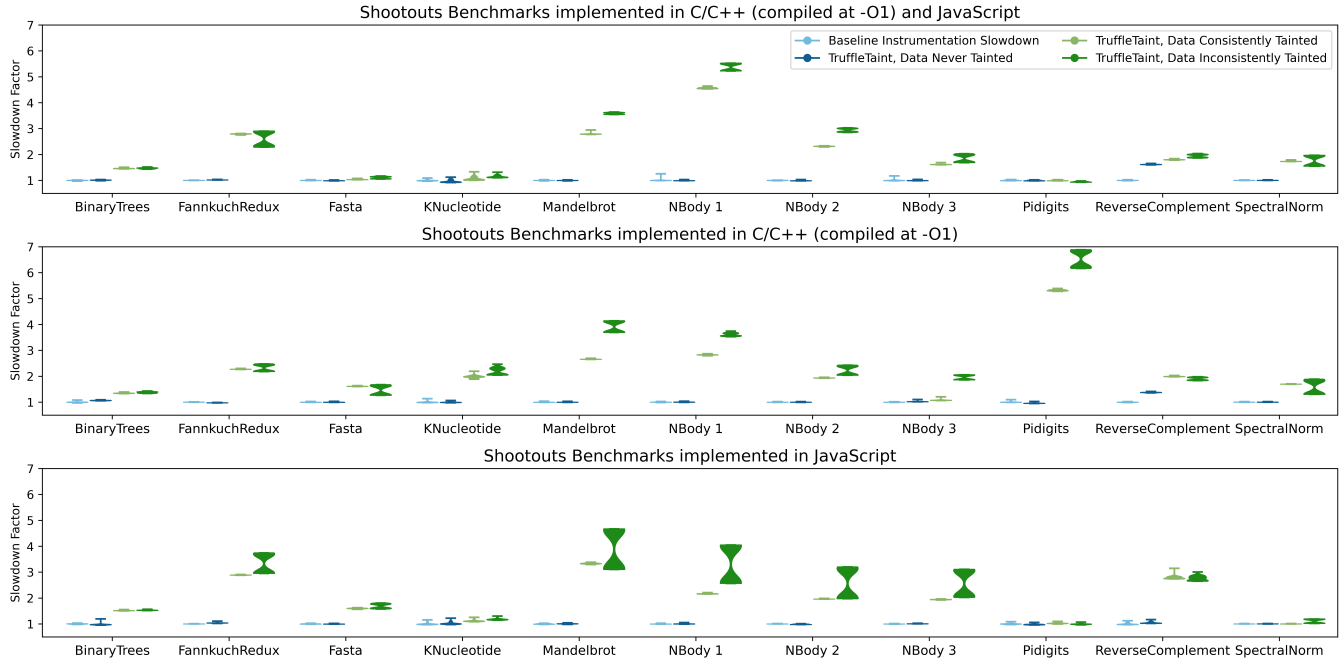 Shootouts Benchmarks implemented in C/C++ (compiled at -O1) and JavaScript
Slowdown Factor
7
6
5
4
3
2
1
Baseline Instrumentation Slowdown
TruffleTaint, Data Never Tainted
TruffleTaint, Data Consistently Tainted
TruffleTaint, Data Inconsistently Tainted
BinaryTrees FannkuchRedux Fasta KNucleotide Mandelbrot NBody 1 NBody 2 NBody 3 Pidigits ReverseComplement SpectralNorm
Shootouts Benchmarks implemented in C/C++ (compiled at -O1)
Slowdown Factor
7
6
5
4
3
2
1
BinaryTrees FannkuchRedux Fasta KNucleotide Mandelbrot NBody 1 NBody 2 NBody 3 Pidigits ReverseComplement SpectralNorm
Shootouts Benchmarks implemented in JavaScript
Slowdown Factor
7
6
5
4
3
2
1
BinaryTrees FannkuchRedux Fasta KNucleotide Mandelbrot NBody 1 NBody 2 NBody 3 Pidigits ReverseComplement SpectralNorm